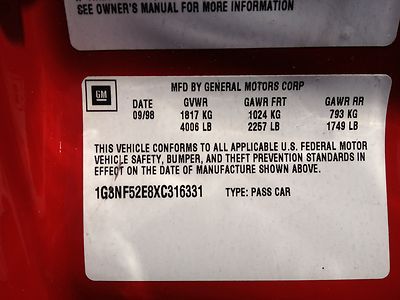 SEE OWNER'S MANUAL FOR MORE INFORMATION
GM
MFD BY GENERAL MOTORS CORP
DATE GVWR GAWR FRT GAWR RR
09/98 1817 KG 1024 KG 793 KG
4006 LB 2257 LB 1749 LB
THIS VEHICLE CONFORMS TO ALL APPLICABLE U.S. FEDERAL MOTOR
VEHICLE SAFETY, BUMPER, AND THEFT PREVENTION STANDARDS IN
EFFECT ON THE DATE OF MANUFACTURE SHOWN ABOVE.
1G8NF52E8XC316331 TYPE: PASS CAR